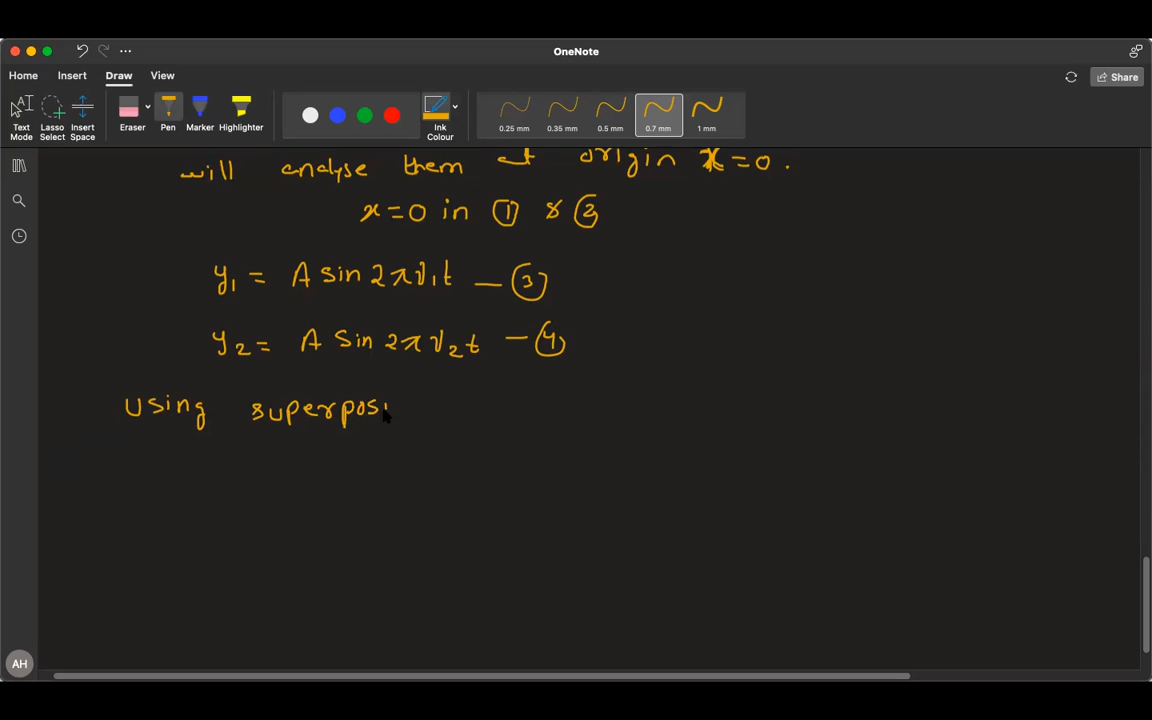 OneNote
Home Insert Draw View
Share
Text Mode
Lasso Select
Insert Space
Eraser
Pen
Marker
Highlighter
Ink Colour
0.25 mm
0.35 mm
0.5 mm
0.7 mm
1 mm
will analyse them at origin x=0.
x=0 in ① & ②
y₁ = A sin 2πν₁t — ③
y₂ = A sin 2πν₂t — ④
using superposi
AH